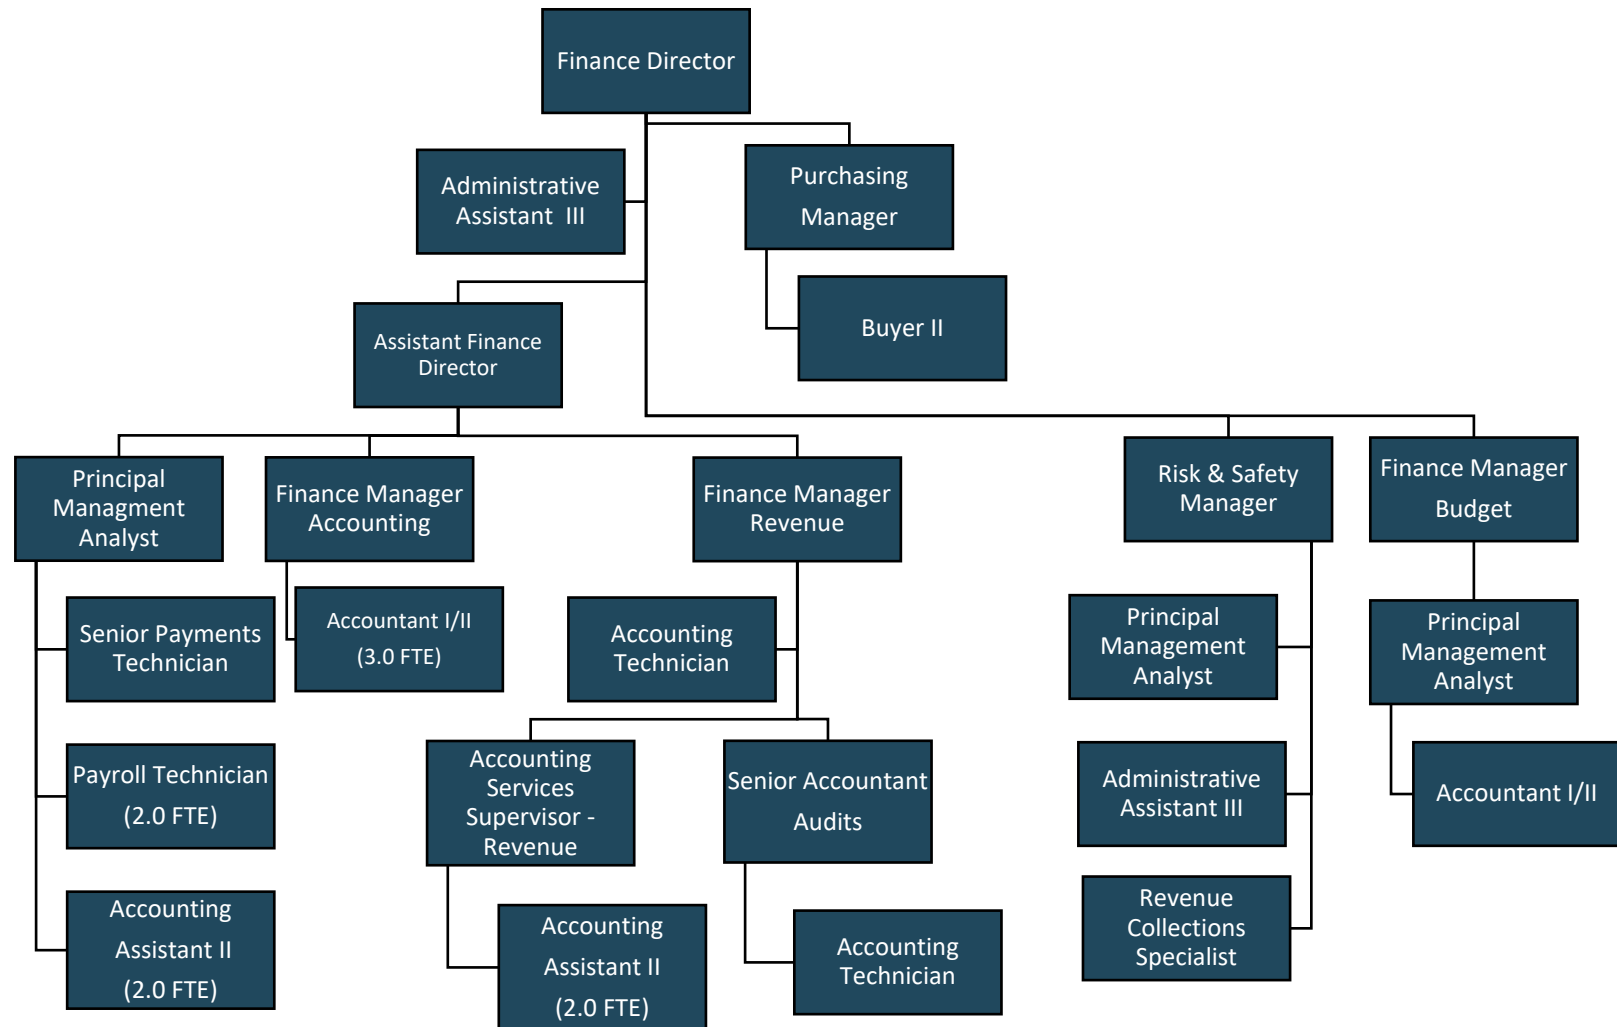 Finance Director
Administrative
Assistant III
Purchasing
Manager
Buyer II
Assistant Finance
Director
Principal
Managment
Analyst
Finance Manager
Accounting
Finance Manager
Revenue
Risk & Safety
Manager
Finance Manager
Budget
Senior Payments
Technician
Accountant I/II
(3.0 FTE)
Accounting
Technician
Principal
Management
Analyst
Principal
Management
Analyst
Payroll Technician
(2.0 FTE)
Accounting
Services
Supervisor -
Revenue
Senior Accountant
Audits
Administrative
Assistant III
Accountant I/II
Accounting
Assistant II
(2.0 FTE)
Accounting
Assistant II
(2.0 FTE)
Accounting
Technician
Revenue
Collections
Specialist